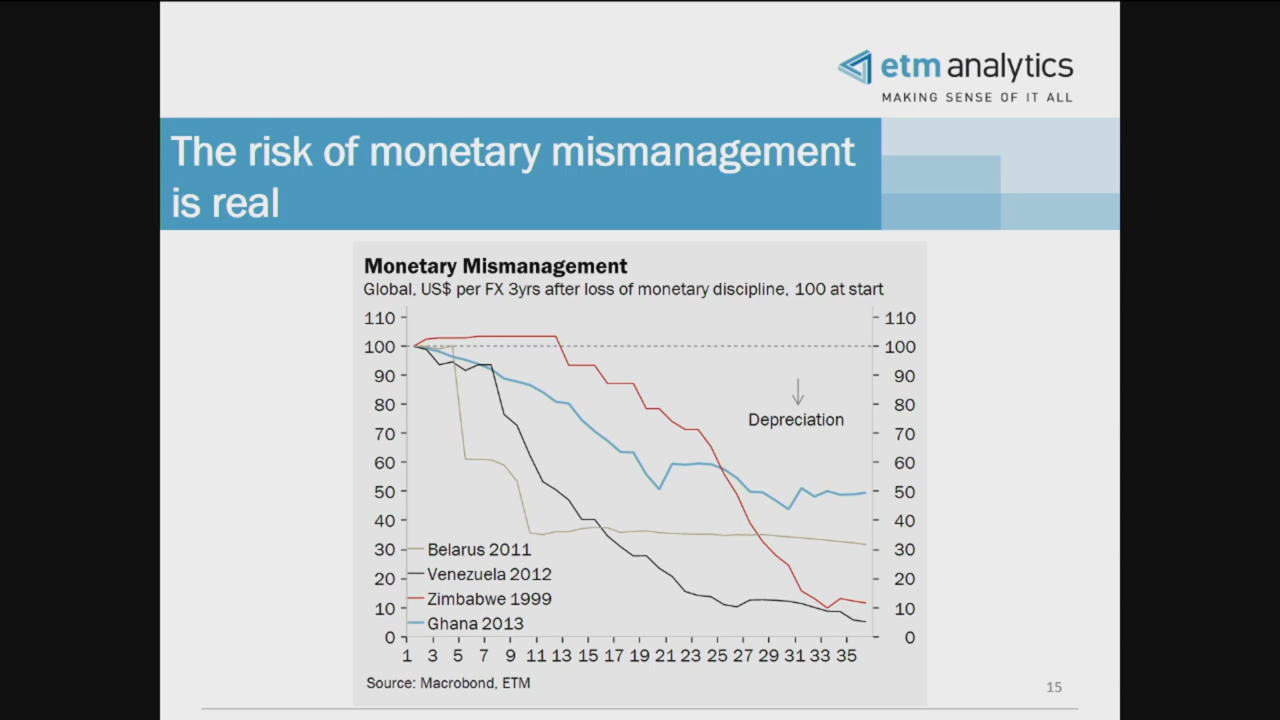 etm analytics
MAKING SENSE OF IT ALL
The risk of monetary mismanagement
is real
Monetary Mismanagement
Global, US$ per FX 3yrs after loss of monetary discipline, 100 at start
110 110
100 100
90 90
80 80
Depreciation
70 70
60 60
50 50
40 40
30 Belarus 2011 30
20 Venezuela 2012 20
10 Zimbabwe 1999 10
Ghana 2013
0 0
1 3 5 7 9 11 13 15 17 19 21 23 25 27 29 31 33 35
Source: Macrobond, ETM
15